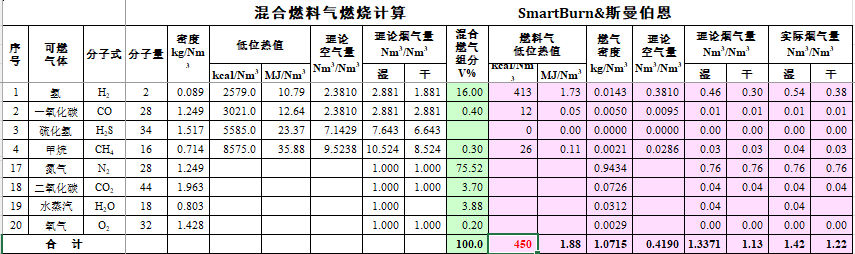 混合燃料气燃烧计算 SmartBurn&斯曼伯恩
序号 可燃气体 分子式 分子量 密度 kg/Nm3 低位热值 理论空气量 Nm3/Nm3 理论烟气量 Nm3/Nm3 混合燃气组分 V% 燃料气低位热值 燃气密度 kg/Nm3 理论空气量 Nm3/Nm3 理论烟气量 Nm3/Nm3 实际烟气量 Nm3/Nm3
kcal/Nm3 MJ/Nm3 湿 干 kcal/Nm3 MJ/Nm3 湿 干 湿 干
1 氢 H2 2 0.089 2579.0 10.79 2.3810 2.881 1.881 16.00 413 1.73 0.0143 0.3810 0.46 0.30 0.54 0.38
2 一氧化碳 CO 28 1.249 3021.0 12.64 2.3810 2.881 2.881 0.40 12 0.05 0.0050 0.0095 0.01 0.01 0.01 0.01
3 硫化氢 H2S 34 1.517 5585.0 23.37 7.1429 7.643 6.643 0 0.00 0.0000 0.0000 0.00 0.00 0.00 0.00
4 甲烷 CH4 16 0.714 8575.0 35.88 9.5238 10.524 8.524 0.30 26 0.11 0.0021 0.0286 0.03 0.03 0.04 0.03
17 氮气 N2 28 1.249 1.000 1.000 75.52 0.9434 0.76 0.76 0.76 0.76
18 二氧化碳 CO2 44 1.963 1.000 1.000 3.70 0.0726 0.04 0.04 0.04 0.04
19 水蒸汽 H2O 18 0.803 1.000 3.88 0.0312 0.04 0.04
20 氧气 O2 32 1.428 1.000 1.000 0.20 0.0029 0.00 0.00 0.00 0.00
合 计 100.0 450 1.88 1.0715 0.4190 1.3371 1.13 1.42 1.22